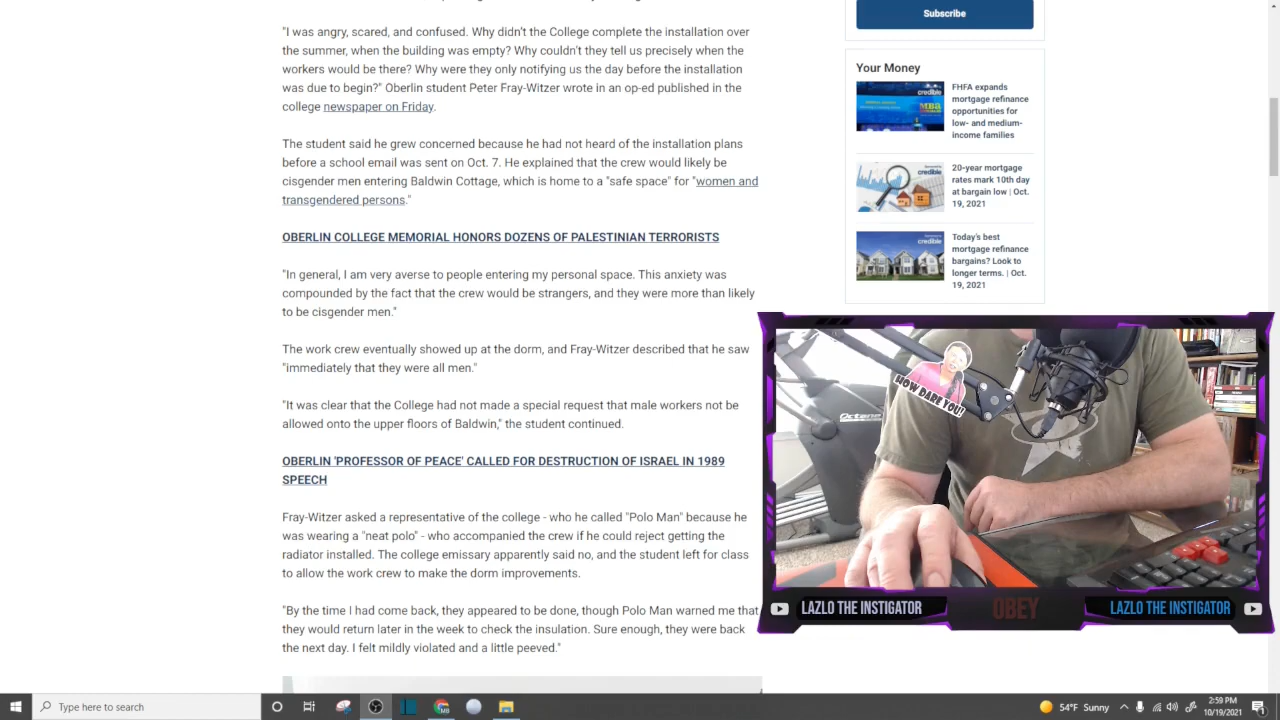 "I was angry, scared, and confused. Why didn't the College complete the installation over
the summer, when the building was empty? Why couldn't they tell us precisely when the
workers would be there? Why were they only notifying us the day before the installation
was due to begin?" Oberlin student Peter Fray-Witzer wrote in an op-ed published in the
college newspaper on Friday.
The student said he grew concerned because he had not heard of the installation plans
before a school email was sent on Oct. 7. He explained that the crew would likely be
cisgender men entering Baldwin Cottage, which is home to a "safe space" for "women and
transgendered persons."
OBERLIN COLLEGE MEMORIAL HONORS DOZENS OF PALESTINIAN TERRORISTS
"In general, I am very averse to people entering my personal space. This anxiety was
compounded by the fact that the crew would be strangers, and they were more than likely
to be cisgender men."
The work crew eventually showed up at the dorm, and Fray-Witzer described that he saw
"immediately that they were all men."
"It was clear that the College had not made a special request that male workers not be
allowed onto the upper floors of Baldwin," the student continued.
OBERLIN 'PROFESSOR OF PEACE' CALLED FOR DESTRUCTION OF ISRAEL IN 1989
SPEECH
Fray-Witzer asked a representative of the college - who he called "Polo Man" because he
was wearing a "neat polo" - who accompanied the crew if he could reject getting the
radiator installed. The college emissary apparently said no, and the student left for class
to allow the work crew to make the dorm improvements.
"By the time I had come back, they appeared to be done, though Polo Man warned me that
they would return later in the week to check the insulation. Sure enough, they were back
the next day. I felt mildly violated and a little peeved."
Subscribe
Your Money
credible
MBA
FHFA expands
mortgage refinance
opportunities for
low- and medium-
income families
credible
20-year mortgage
rates mark 10th day
at bargain low | Oct.
19, 2021
credible
Today's best
mortgage refinance
bargains? Look to
longer terms. | Oct.
19, 2021
HOW DARE YOU!
Octane
LAZLO THE INSTIGATOR
OBEY
LAZLO THE INSTIGATOR
Type here to search
54°F Sunny
2:59 PM
10/19/2021